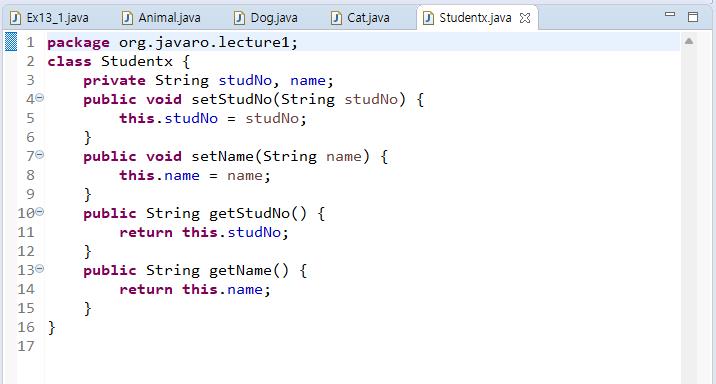 Ex13_1.java Animal.java Dog.java Cat.java Studentx.java
1 package org.javaro.lecture1;
2 class Studentx {
3     private String studNo, name;
4     public void setStudNo(String studNo) {
5         this.studNo = studNo;
6     }
7     public void setName(String name) {
8         this.name = name;
9     }
10     public String getStudNo() {
11         return this.studNo;
12     }
13     public String getName() {
14         return this.name;
15     }
16 }
17